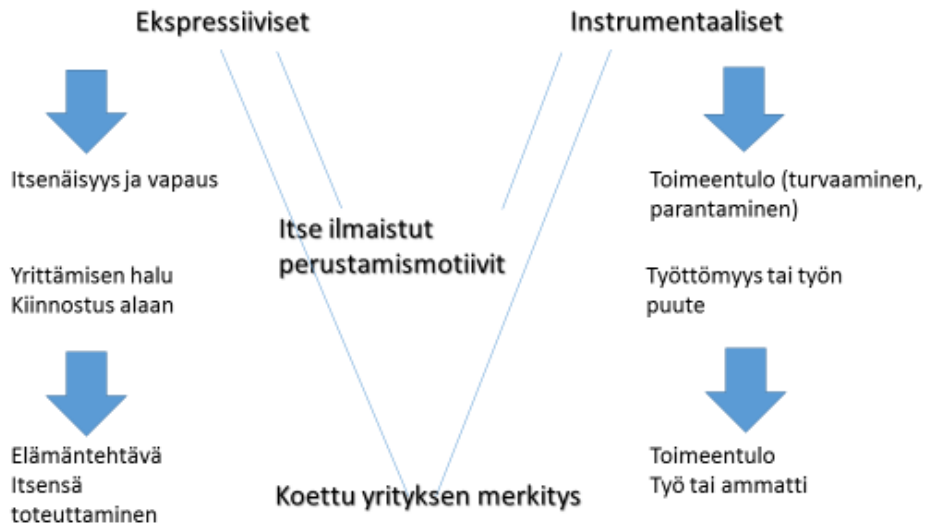 Ekspressiiviset
Instrumentaaliset
Itsenäisyys ja vapaus
Toimeentulo (turvaaminen,
parantaminen)
Itse ilmaistut
perustamismotiivit
Yrittämisen halu
Kiinnostus alaan
Työttömyys tai työn
puute
Elämäntehtävä
Itsensä
toteuttaminen
Koettu yrityksen merkitys
Toimeentulo
Työ tai ammatti